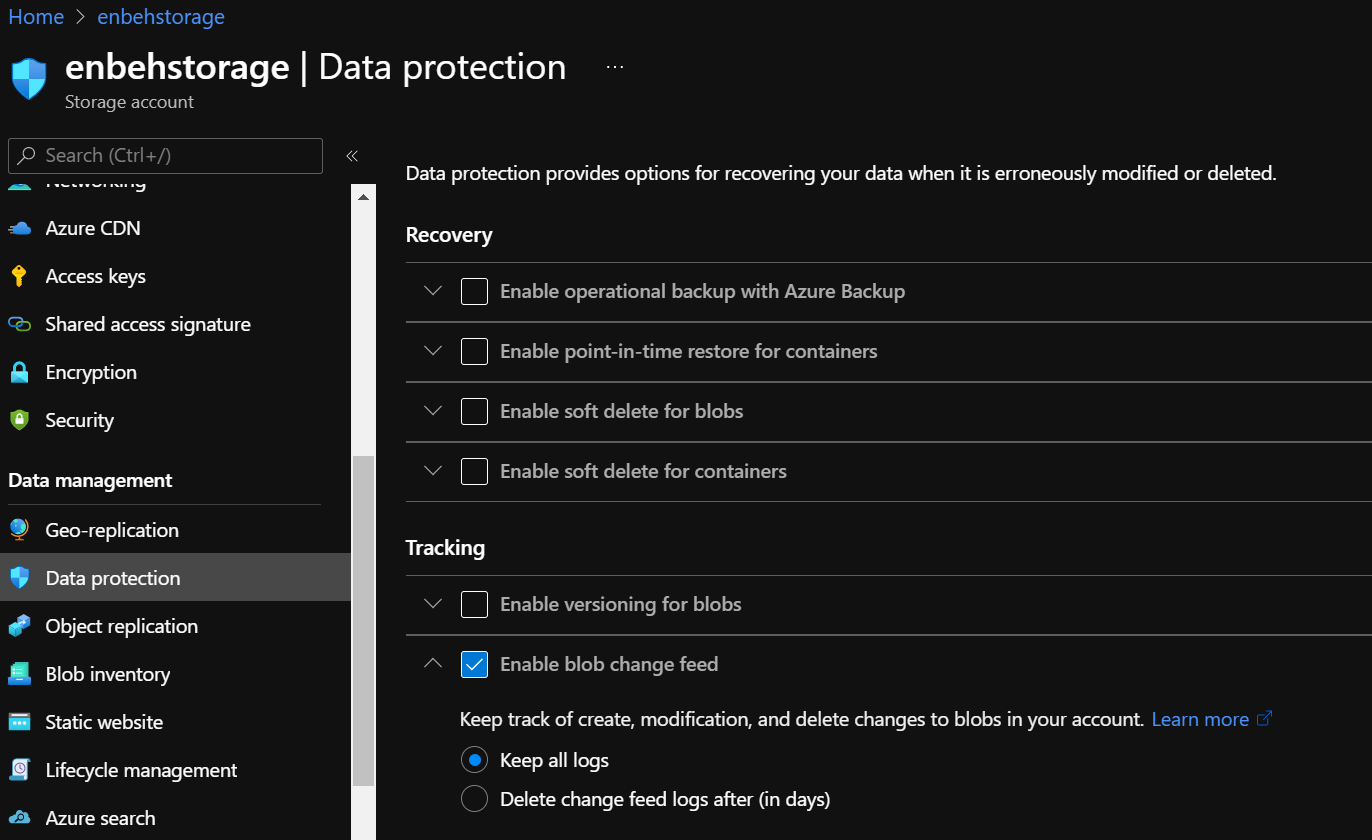 Home > enbehstorage
enbehstorage | Data protection ...
Storage account
Search (Ctrl+/)
«
Networking
Azure CDN
Access keys
Shared access signature
Encryption
Security
Data management
Geo-replication
Data protection
Object replication
Blob inventory
Static website
Lifecycle management
Azure search
Data protection provides options for recovering your data when it is erroneously modified or deleted.
Recovery
Enable operational backup with Azure Backup
Enable point-in-time restore for containers
Enable soft delete for blobs
Enable soft delete for containers
Tracking
Enable versioning for blobs
Enable blob change feed
Keep track of create, modification, and delete changes to blobs in your account. Learn more
Keep all logs
Delete change feed logs after (in days)